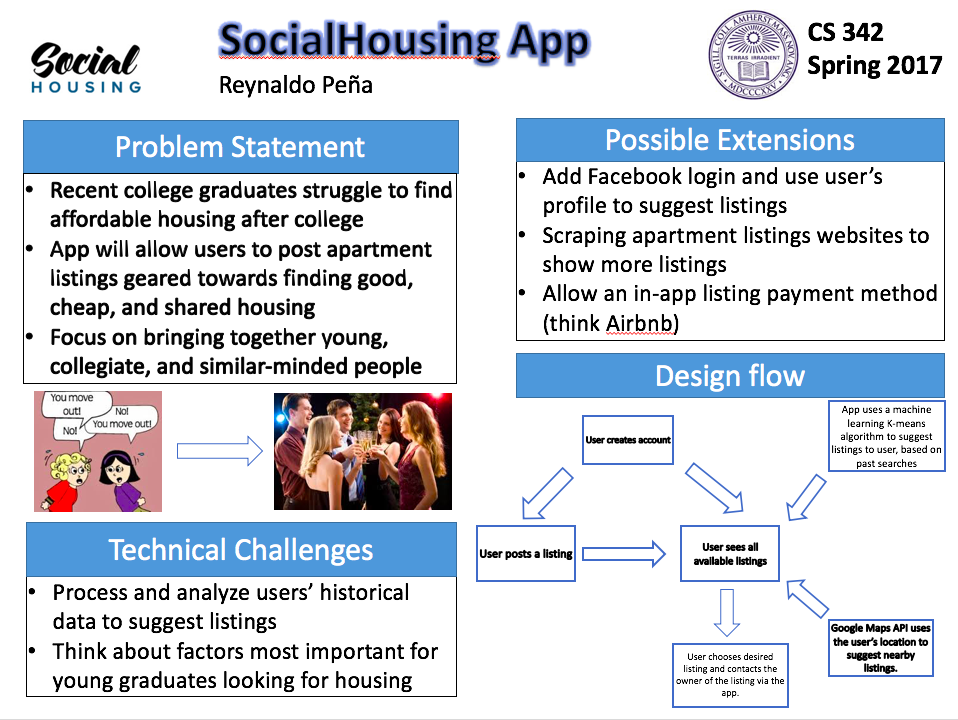 Social
HOUSING
SocialHousing App
Reynaldo Peña
SIGILL. COLL. AMHERST MASS NOV ANG
TERRAS IRRADIENT
MDCCCXXV
CS 342
Spring 2017
Problem Statement
• Recent college graduates struggle to find
affordable housing after college
• App will allow users to post apartment
listings geared towards finding good,
cheap, and shared housing
• Focus on bringing together young,
collegiate, and similar-minded people
You move
out!
No!
No!
You move out!
Technical Challenges
• Process and analyze users’ historical
data to suggest listings
• Think about factors most important for
young graduates looking for housing
Possible Extensions
• Add Facebook login and use user’s
profile to suggest listings
• Scraping apartment listings websites to
show more listings
• Allow an in-app listing payment method
(think Airbnb)
Design flow
User creates account
App uses a machine
learning K-means
algorithm to suggest
listings to user, based on
past searches
User posts a listing
User sees all
available listings
User chooses desired
listing and contacts the
owner of the listing via the
app.
Google Maps API uses
the user’s location to
suggest nearby
listings.